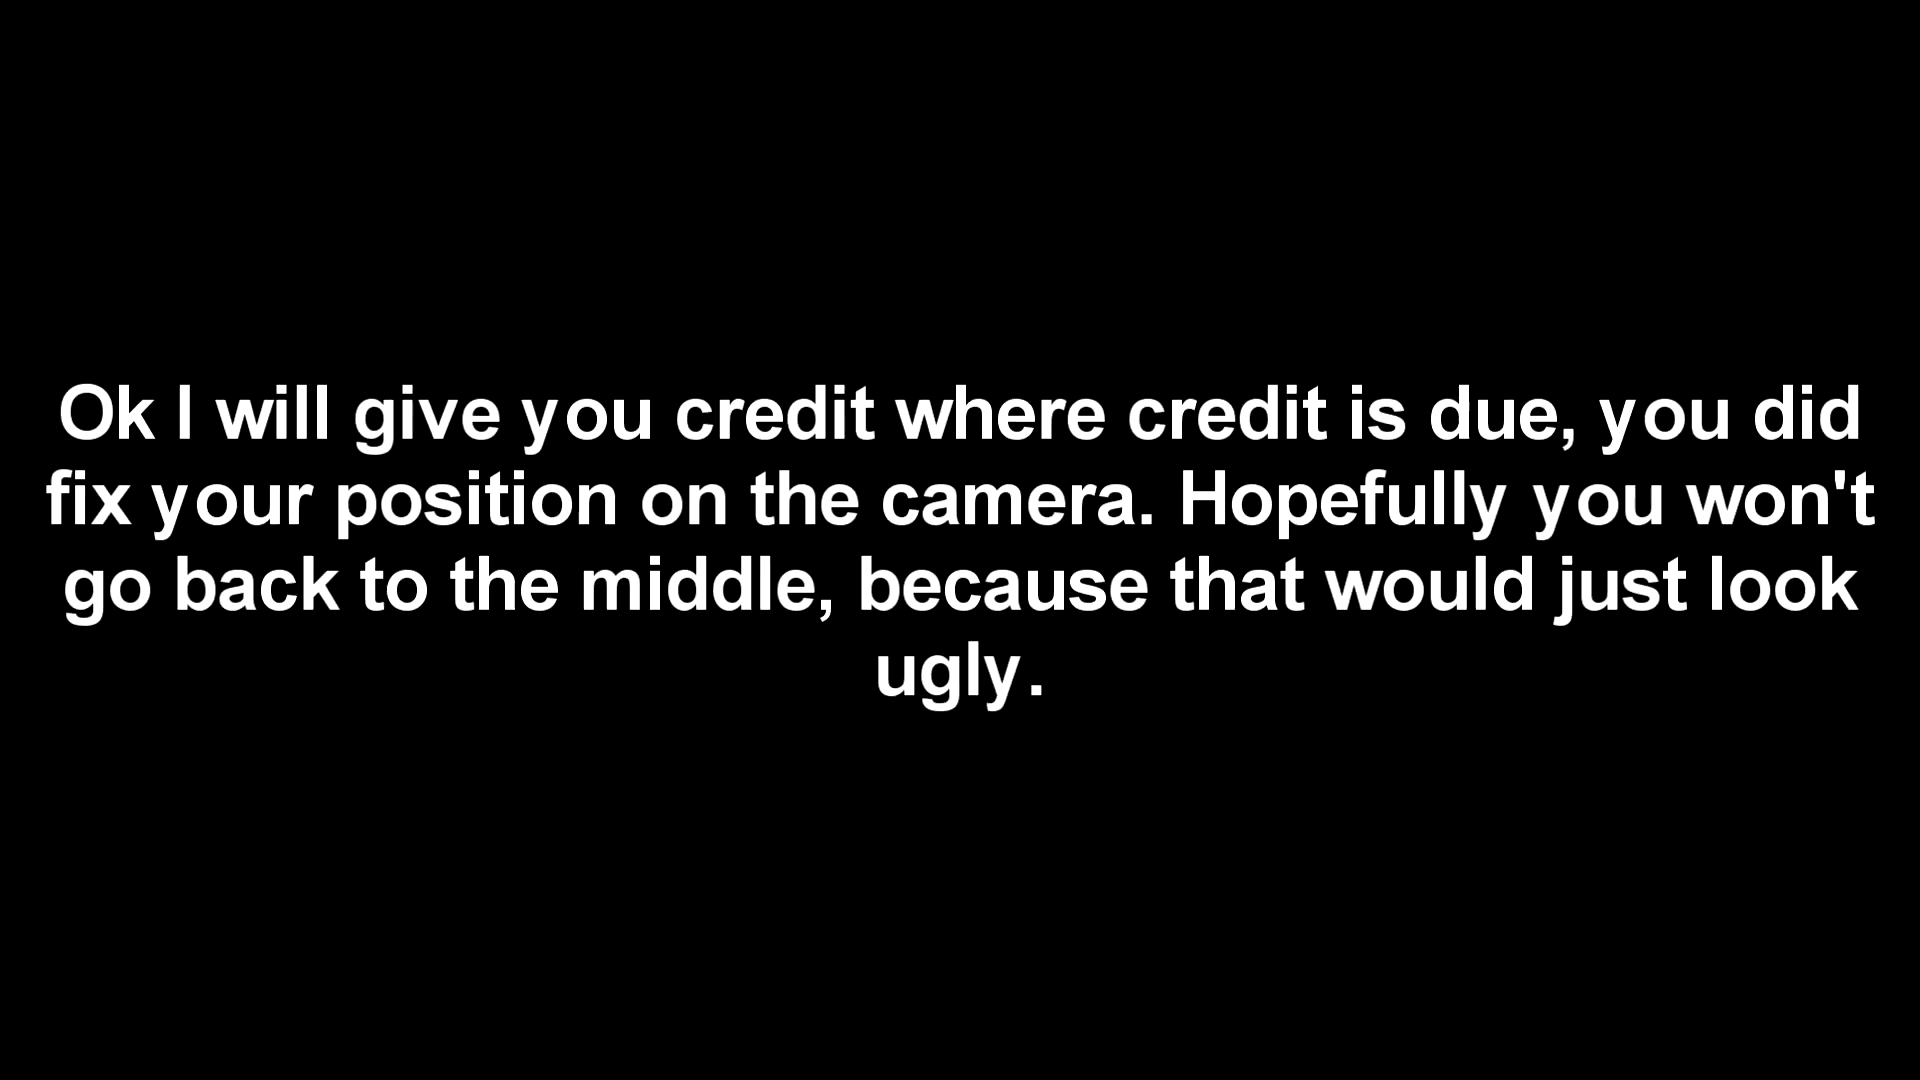 Ok I will give you credit where credit is due, you did
fix your position on the camera. Hopefully you won't
go back to the middle, because that would just look
ugly.